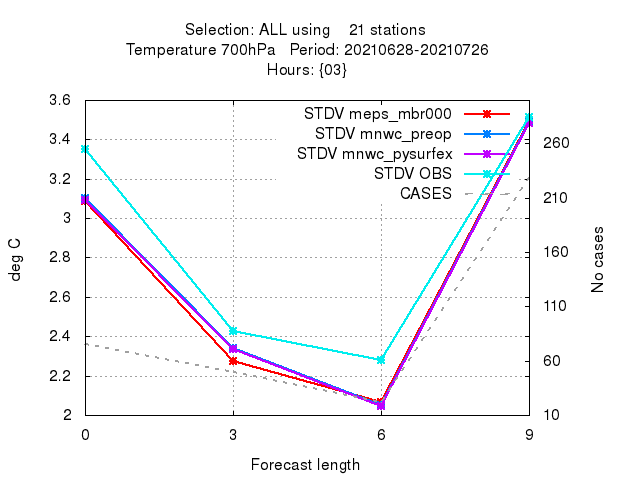 Selection: ALL using    21 stations
Temperature 700hPa   Period: 20210628-20210726
Hours: {03}
STDV meps_mbr000
STDV mnwc_preop
STDV mnwc_pysurfex
STDV OBS
CASES
3.6
3.4
3.2
3
2.8
2.6
2.4
2.2
2
deg C
260
210
160
110
60
10
No cases
0 3 6 9
Forecast length